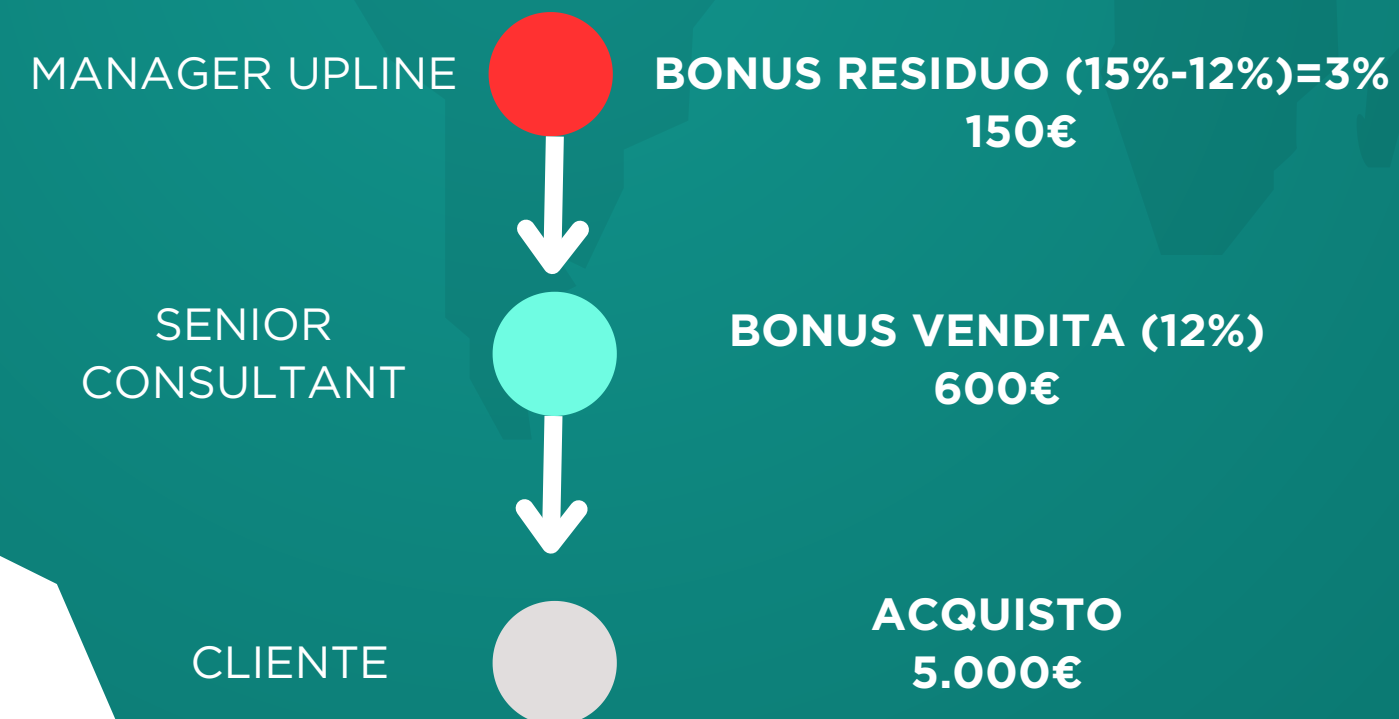 MANAGER UPLINE
BONUS RESIDUO (15%-12%)=3%
150€
SENIOR
CONSULTANT
BONUS VENDITA (12%)
600€
CLIENTE
ACQUISTO
5.000€